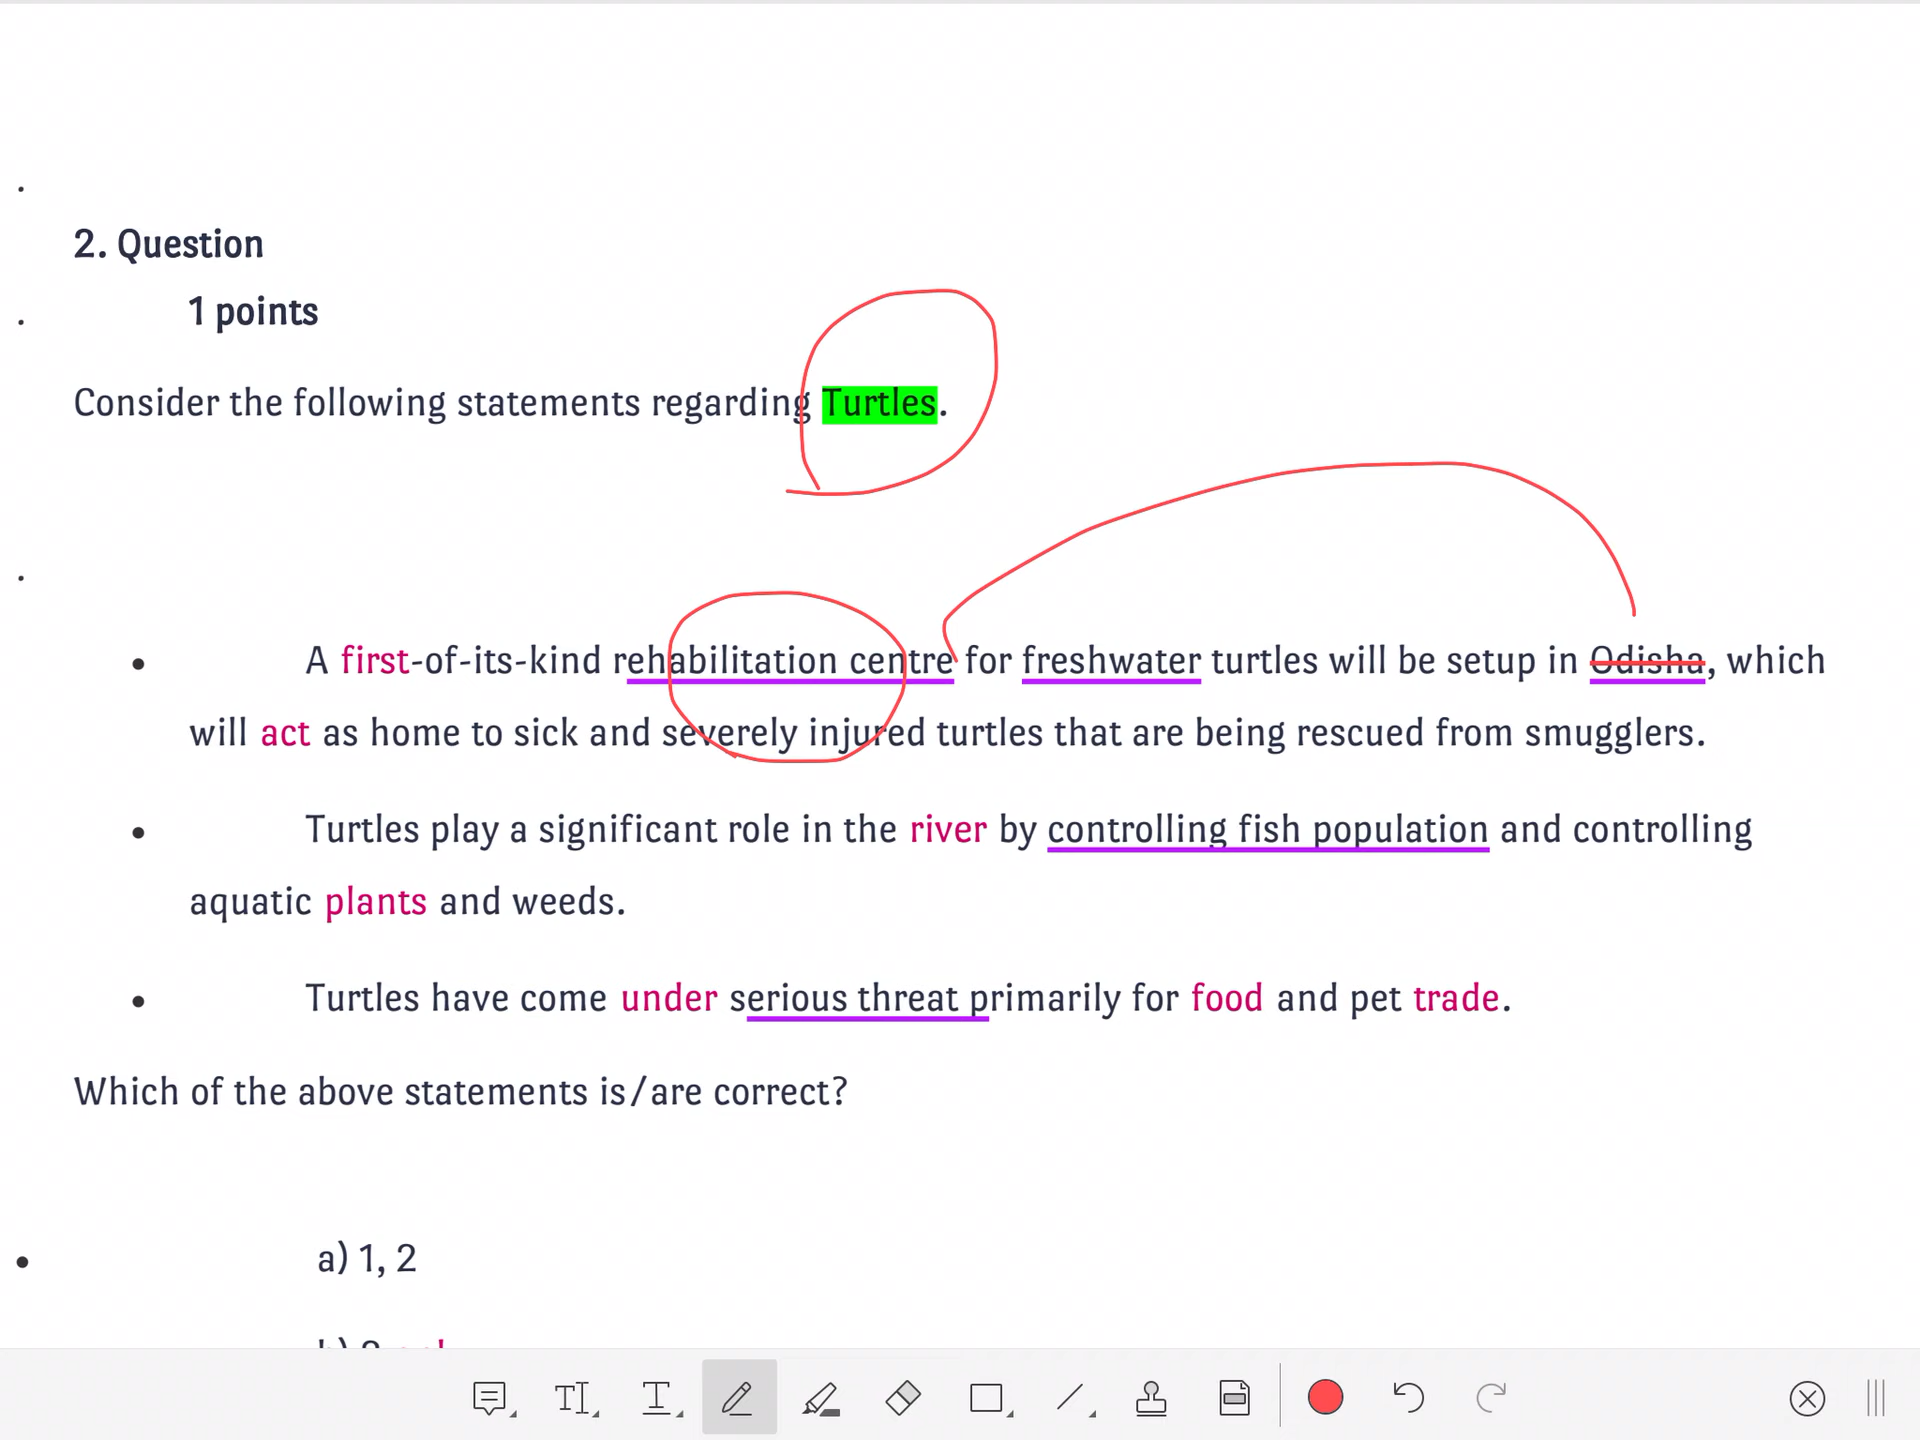 2. Question
1 points
Consider the following statements regarding Turtles.
A first-of-its-kind rehabilitation centre for freshwater turtles will be setup in Odisha, which
will act as home to sick and severely injured turtles that are being rescued from smugglers.
Turtles play a significant role in the river by controlling fish population and controlling
aquatic plants and weeds.
Turtles have come under serious threat primarily for food and pet trade.
Which of the above statements is/are correct?
a) 1, 2